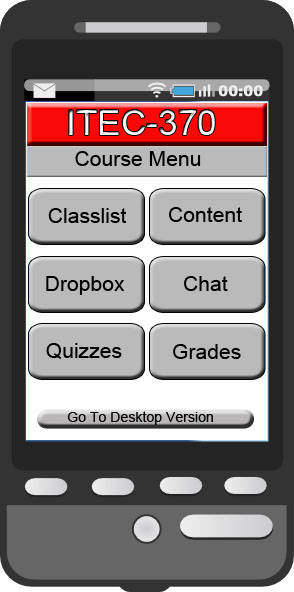 00:00
ITEC-370
Course Menu
Classlist Content
Dropbox Chat
Quizzes Grades
Go To Desktop Version